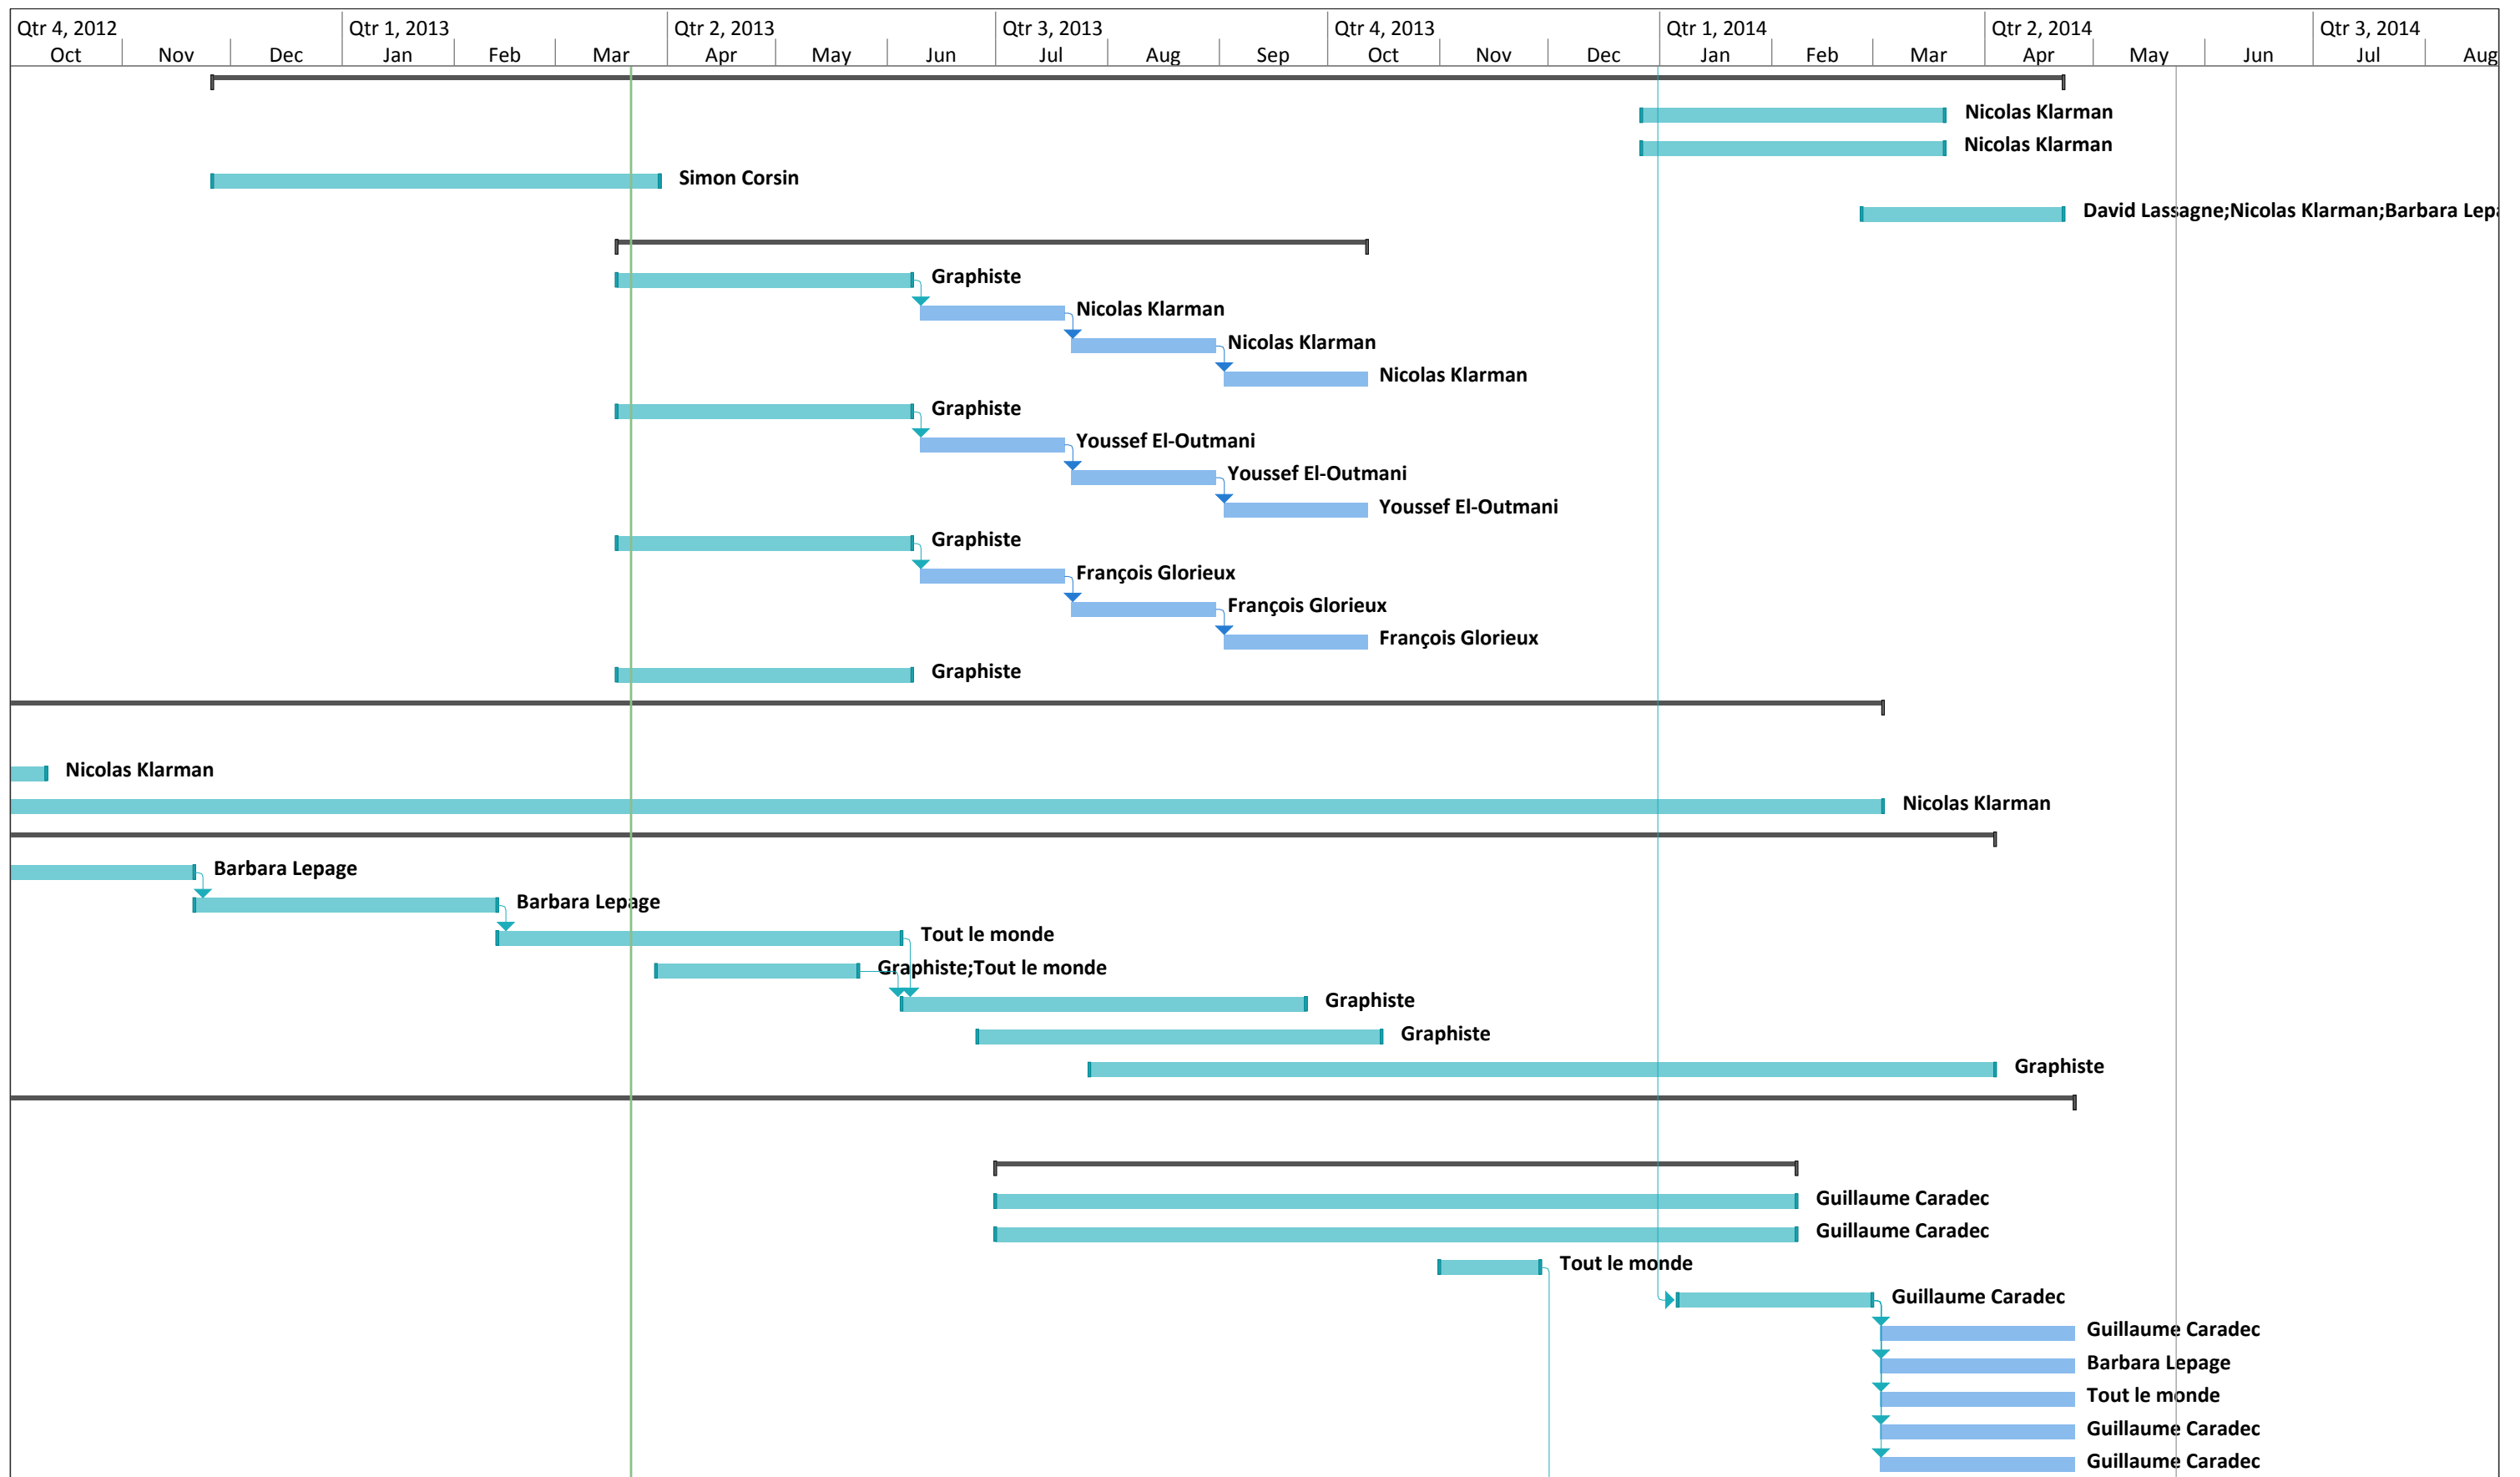 Qtr 4, 2012 Qtr 1, 2013 Qtr 2, 2013 Qtr 3, 2013 Qtr 4, 2013 Qtr 1, 2014 Qtr 2, 2014 Qtr 3, 2014
Oct Nov Dec Jan Feb Mar Apr May Jun Jul Aug Sep Oct Nov Dec Jan Feb Mar Apr May Jun Jul Aug
Nicolas Klarman
Nicolas Klarman
Simon Corsin
David Lassagne;Nicolas Klarman;Barbara Lepa
Graphiste
Nicolas Klarman
Nicolas Klarman
Nicolas Klarman
Graphiste
Youssef El-Outmani
Youssef El-Outmani
Youssef El-Outmani
Graphiste
François Glorieux
François Glorieux
François Glorieux
Graphiste
Nicolas Klarman
Nicolas Klarman
Barbara Lepage
Barbara Lepage
Tout le monde
Graphiste;Tout le monde
Graphiste
Graphiste
Graphiste
Guillaume Caradec
Guillaume Caradec
Tout le monde
Guillaume Caradec
Guillaume Caradec
Barbara Lepage
Tout le monde
Guillaume Caradec
Guillaume Caradec